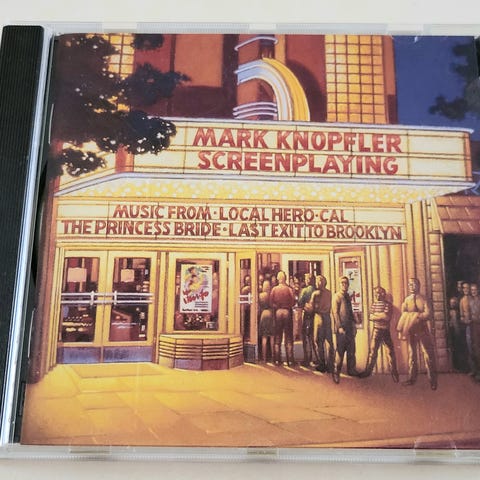 MARK KNOPFLER
SCREENPLAYING
MUSIC FROM · LOCAL HERO · CAL
THE PRINCESS BRIDE · LAST EXIT TO BROOKLYN